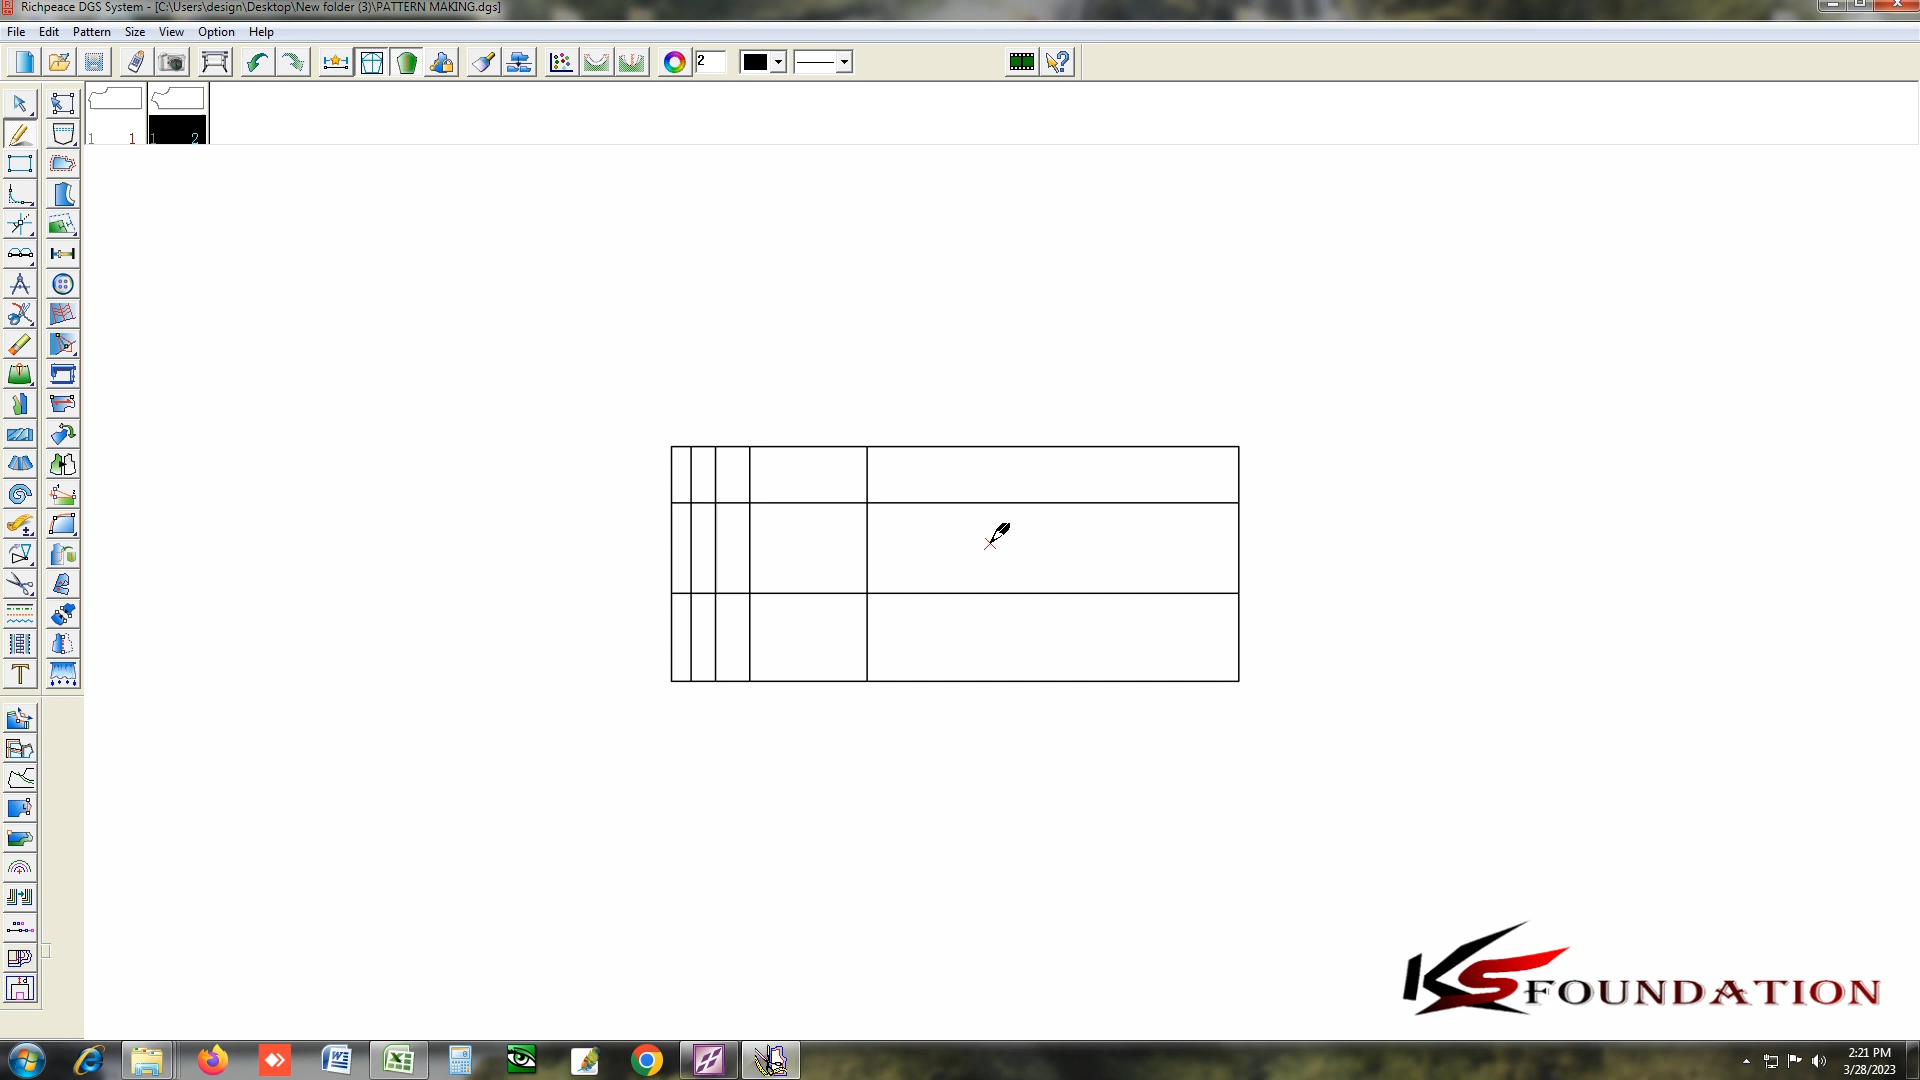 Richpeace DGS System - [C:\Users\design\Desktop\New folder (3)\PATTERN MAKING.dgs]
File Edit Pattern Size View Option Help
2
1 1 1 2
T
KS FOUNDATION
2:21 PM
3/28/2023